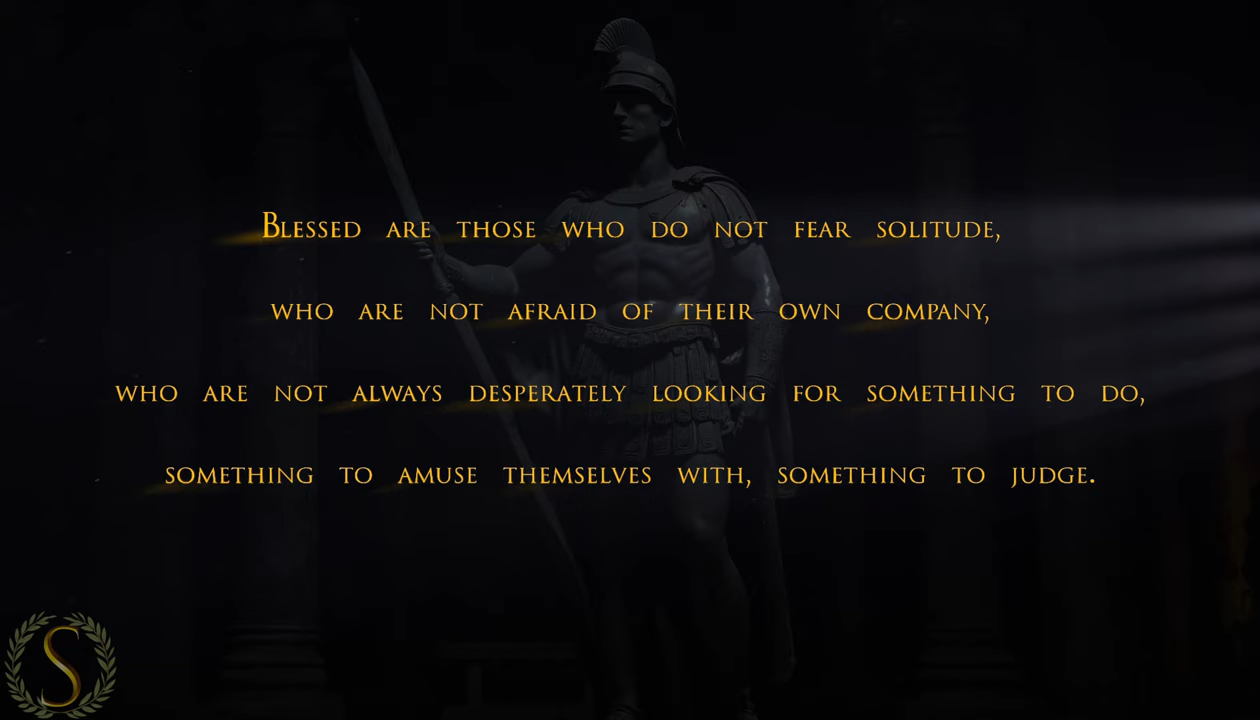 Blessed are those who do not fear solitude,
who are not afraid of their own company,
who are not always desperately looking for something to do,
something to amuse themselves with, something to judge.
S